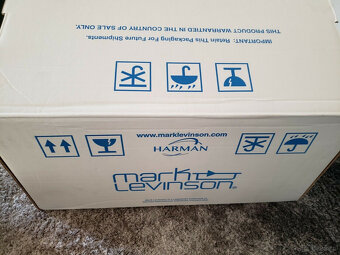 IMPORTANT: Retain This Packaging For Future Shipments.
THIS PRODUCT WARRANTED IN THE COUNTRY OF SALE
www.marklevinson.com
HARMAN
mark
Levinson®